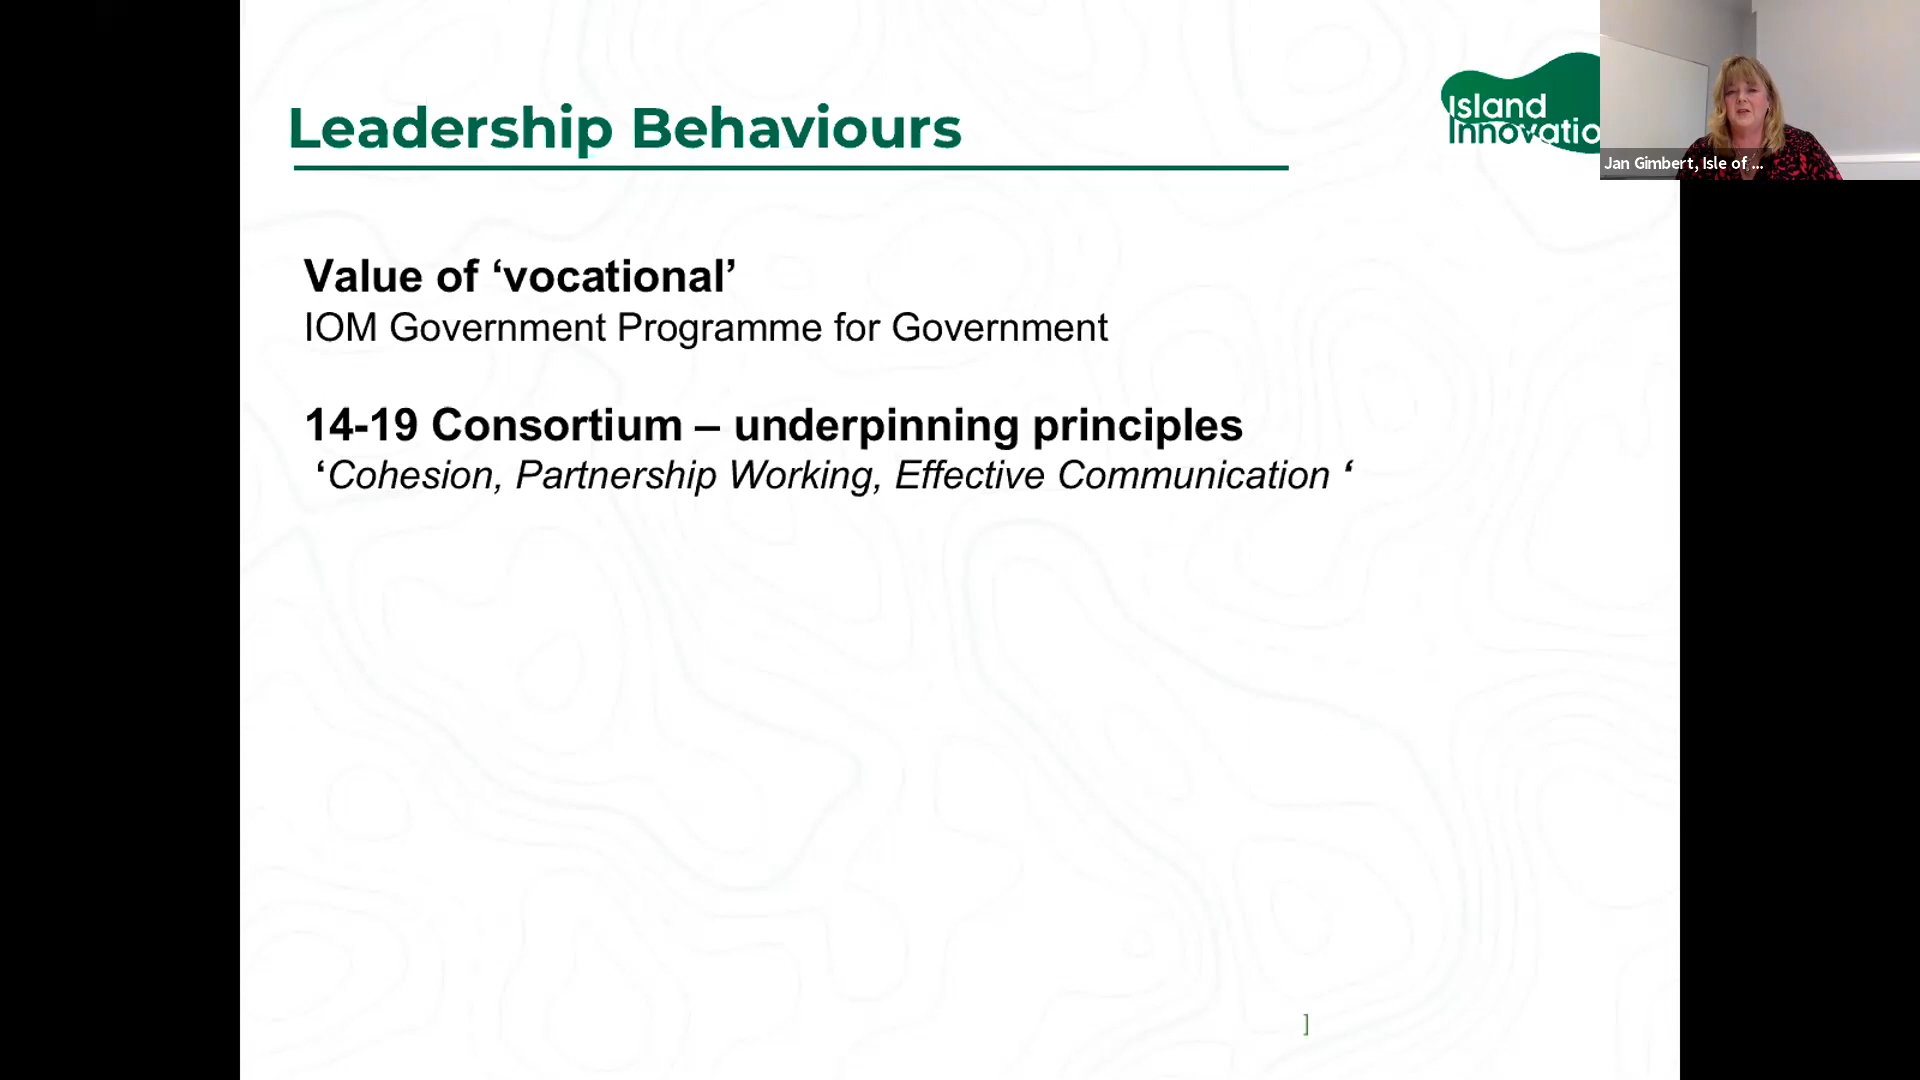 Leadership Behaviours
Island
Innovatio
Jan Gimbert, Isle of ...
Value of ‘vocational’
IOM Government Programme for Government
14-19 Consortium – underpinning principles
‘Cohesion, Partnership Working, Effective Communication ‘
]